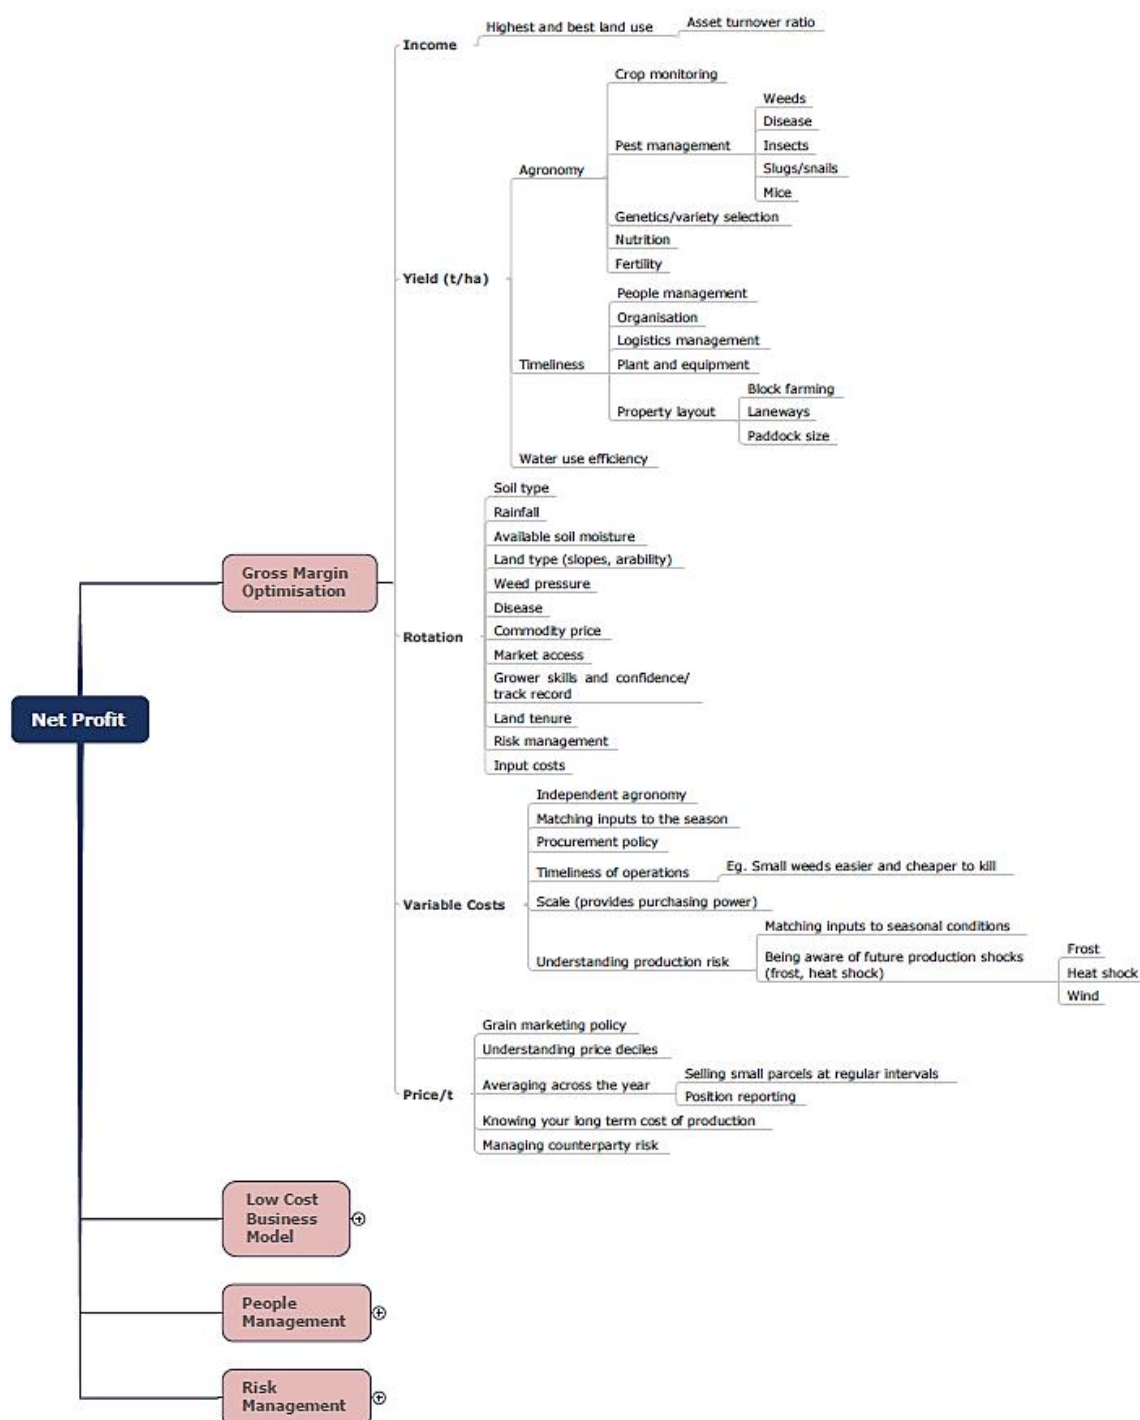 Highest and best land use
Asset turnover ratio
Income
Crop monitoring
Weeds
Disease
Pest management
Insects
Slugs/snails
Mice
Agronomy
Genetics/variety selection
Nutrition
Fertility
Yield (t/ha)
People management
Organisation
Logistics management
Timeliness
Plant and equipment
Block farming
Property layout
Laneways
Paddock size
Water use efficiency
Soil type
Rainfall
Available soil moisture
Land type (slopes, arability)
Gross Margin
Optimisation
Weed pressure
Disease
Commodity price
Rotation
Market access
Grower skills and confidence/
track record
Land tenure
Net Profit
Risk management
Input costs
Independent agronomy
Matching inputs to the season
Procurement policy
Timeliness of operations
Eg. Small weeds easier and cheaper to kill
Variable Costs
Scale (provides purchasing power)
Matching inputs to seasonal conditions
Understanding production risk
Being aware of future production shocks
(frost, heat shock)
Frost
Heat shock
Wind
Grain marketing policy
Understanding price deciles
Selling small parcels at regular intervals
Averaging across the year
Position reporting
Price/t
Knowing your long term cost of production
Managing counterparty risk
Low Cost
Business
Model
People
Management
Risk
Management